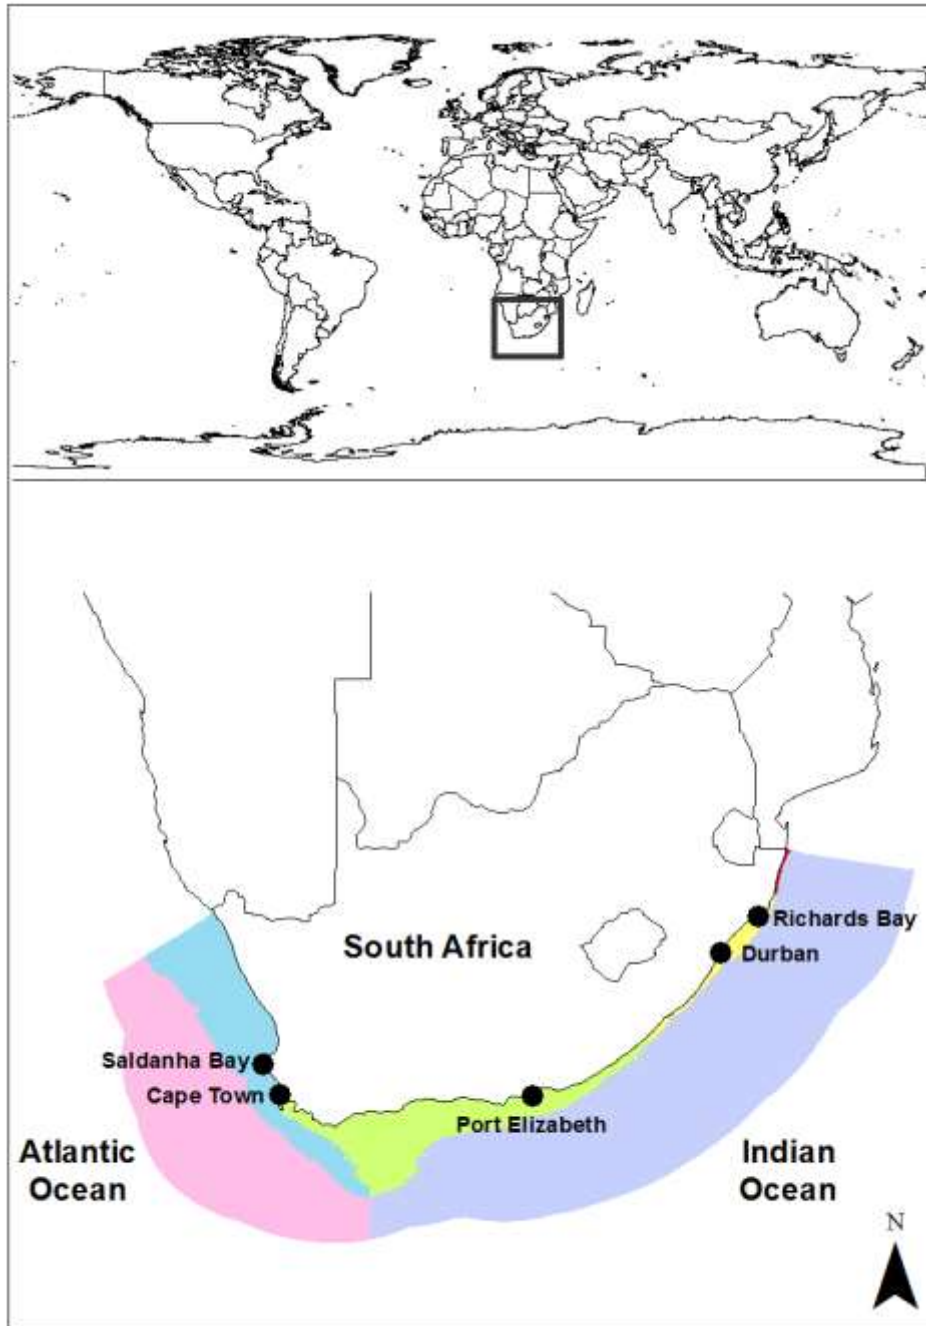 South Africa
Richards Bay
Durban
Saldanha Bay
Cape Town
Port Elizabeth
Atlantic
Ocean
Indian
Ocean
N